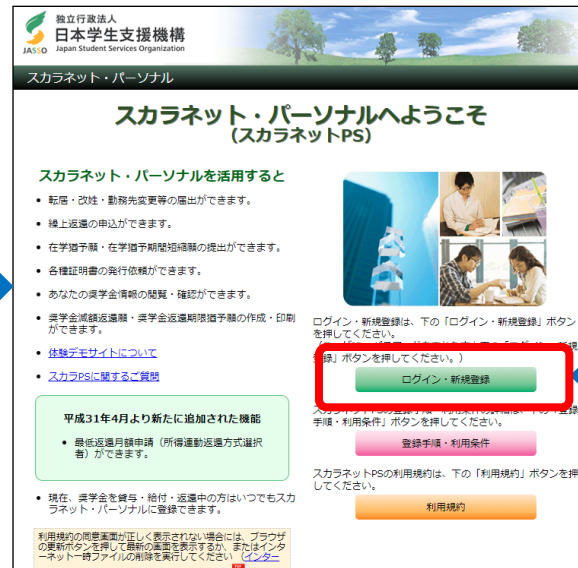 独立行政法人
日本学生支援機構
JASSO Japan Student Services Organization
スカラネット・パーソナル
スカラネット・パーソナルへようこそ
(スカラネットPS)
スカラネット・パーソナルを活用すると
• 転居・改姓・勤務先変更等の届出ができます。
• 繰上返還の申込ができます。
• 在学猶予願・在学猶予期間短縮願の提出ができます。
• 各種証明書の発行依頼ができます。
• あなたの奨学金情報の閲覧・確認ができます。
• 奨学金減額返還願・奨学金返還期限猶予願の作成・印刷
ができます。
• 体験デモサイトについて
• スカラPSに関するご質問
平成31年4月より新たに追加された機能
• 最低返還月額申請（所得連動返還方式選択
者）ができます。
• 現在、奨学金を貸与・給付・返還中の方はいつでもスカ
ラネット・パーソナルに登録できます。
利用規約の同意画面が正しく表示されない場合には、ブラウザ
の更新ボタンを押して最新の画面を表示するか、またはインタ
ーネット一時ファイルの削除を実行してください（インター
ログイン・新規登録は、下の「ログイン・新規登録」ボタン
を押してください。
登録」ボタンを押してください。）
ログイン・新規登録
手順・利用条件」ボタンを押してください。
登録手順・利用条件
スカラネットPSの利用規約は、下の「利用規約」ボタンを押
してください。
利用規約